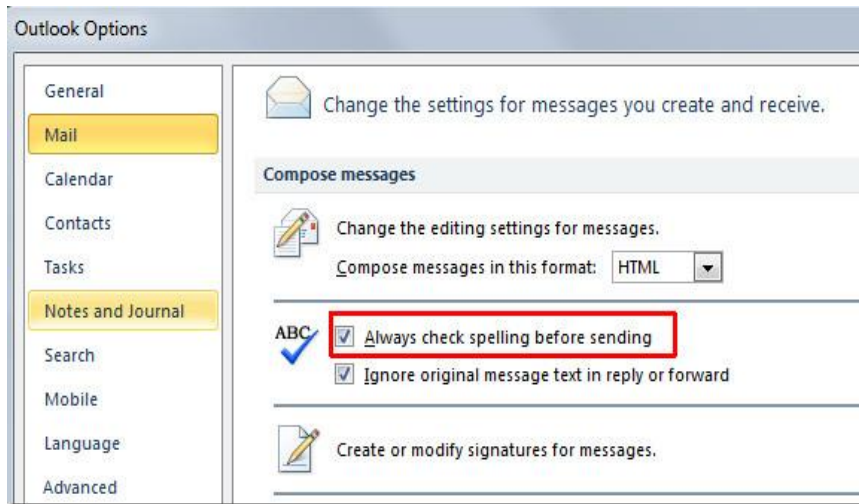 Outlook Options
General
Mail
Calendar
Contacts
Tasks
Notes and Journal
Search
Mobile
Language
Advanced
Change the settings for messages you create and receive.
Compose messages
Change the editing settings for messages.
Compose messages in this format: HTML
ABC
Always check spelling before sending
Ignore original message text in reply or forward
Create or modify signatures for messages.